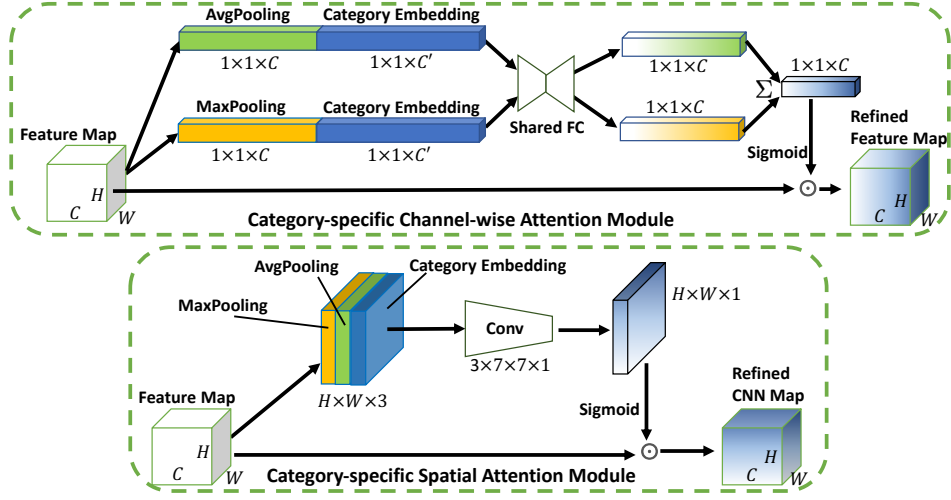 AvgPooling Category Embedding
1×1×C 1×1×C'
MaxPooling Category Embedding
1×1×C 1×1×C'
Shared FC
1×1×C
1×1×C
Σ
1×1×C
Sigmoid
Feature Map
H
C
W
⊙
Refined
Feature Map
H
C
W
Category-specific Channel-wise Attention Module
AvgPooling
Category Embedding
MaxPooling
H×W×3
Conv
3×7×7×1
H×W×1
Sigmoid
Feature Map
H
C
W
⊙
Refined
CNN Map
H
C
W
Category-specific Spatial Attention Module